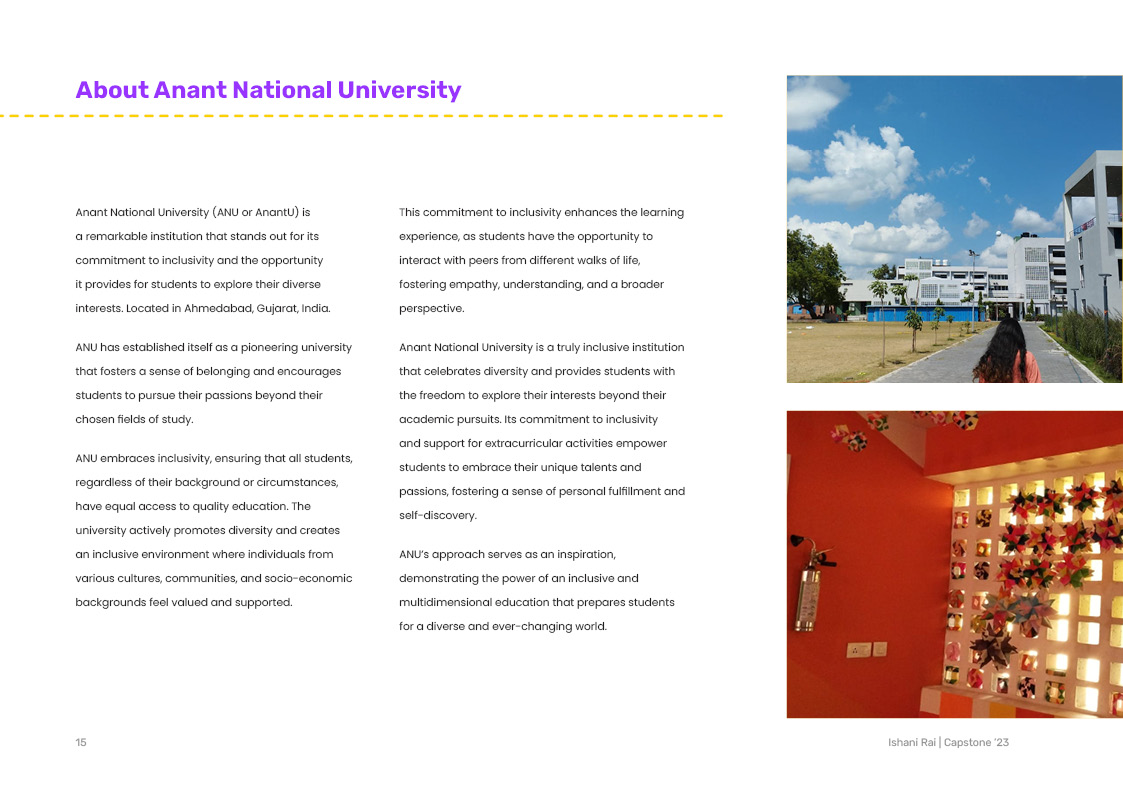 About Anant National University
Anant National University (ANU or AnantU) is
a remarkable institution that stands out for its
commitment to inclusivity and the opportunity
it provides for students to explore their diverse
interests. Located in Ahmedabad, Gujarat, India.
ANU has established itself as a pioneering university
that fosters a sense of belonging and encourages
students to pursue their passions beyond their
chosen fields of study.
ANU embraces inclusivity, ensuring that all students,
regardless of their background or circumstances,
have equal access to quality education. The
university actively promotes diversity and creates
an inclusive environment where individuals from
various cultures, communities, and socio-economic
backgrounds feel valued and supported.
This commitment to inclusivity enhances the learning
experience, as students have the opportunity to
interact with peers from different walks of life,
fostering empathy, understanding, and a broader
perspective.
Anant National University is a truly inclusive institution
that celebrates diversity and provides students with
the freedom to explore their interests beyond their
academic pursuits. Its commitment to inclusivity
and support for extracurricular activities empower
students to embrace their unique talents and
passions, fostering a sense of personal fulfillment and
self-discovery.
ANU's approach serves as an inspiration,
demonstrating the power of an inclusive and
multidimensional education that prepares students
for a diverse and ever-changing world.
15
Ishani Rai | Capstone '23